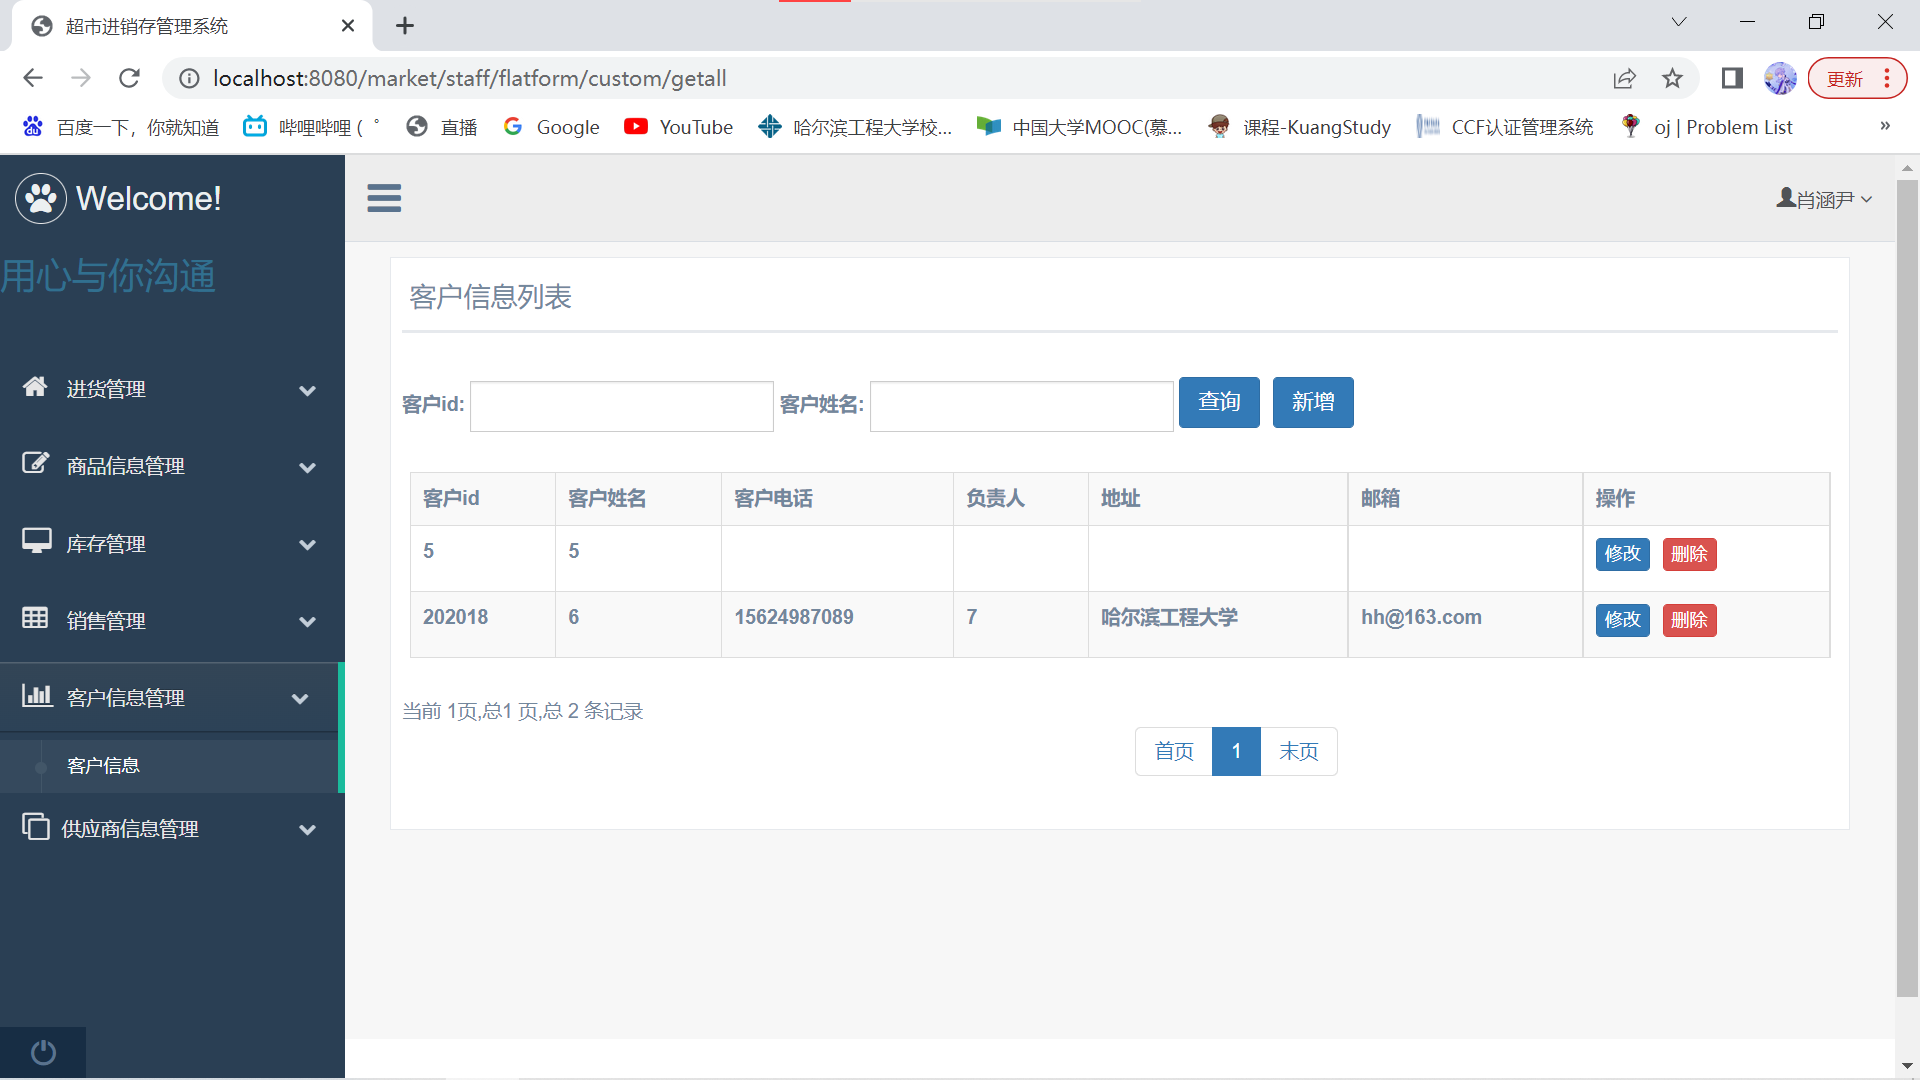 超市进销存管理系统
localhost:8080/market/staff/flatform/custom/getall
更新
百度一下，你就知道
哔哩哔哩 ( ゜
直播
Google
YouTube
哈尔滨工程大学校...
中国大学MOOC(慕...
课程-KuangStudy
CCF认证管理系统
oj | Problem List
»
Welcome!
肖涵尹
用心与你沟通
进货管理
商品信息管理
库存管理
销售管理
客户信息管理
客户信息
供应商信息管理
客户信息列表
客户id: 客户姓名: 查询 新增
客户id 客户姓名 客户电话 负责人 地址 邮箱 操作
5 5 修改 删除
202018 6 15624987089 7 哈尔滨工程大学 hh@163.com 修改 删除
当前 1页,总1 页,总 2 条记录
首页 1 末页